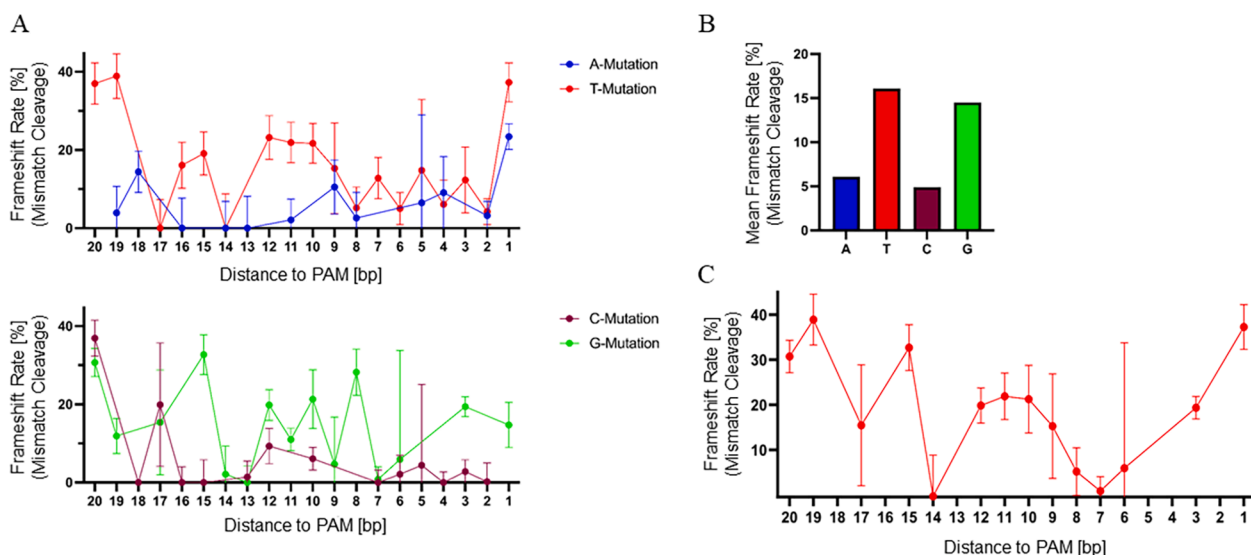 A
Frameshift Rate [%]
(Mismatch Cleavage)
40
20
0
20 19 18 17 16 15 14 13 12 11 10 9 8 7 6 5 4 3 2 1
Distance to PAM [bp]
A-Mutation
T-Mutation
Frameshift Rate [%]
(Mismatch Cleavage)
40
20
0
20 19 18 17 16 15 14 13 12 11 10 9 8 7 6 5 4 3 2 1
Distance to PAM [bp]
C-Mutation
G-Mutation
B
Mean Frameshift Rate [%]
(Mismatch Cleavage)
20
15
10
5
0
A T C G
C
Frameshift Rate [%]
(Mismatch Cleavage)
40
30
20
10
20 19 18 17 16 15 14 13 12 11 10 9 8 7 6 5 4 3 2 1
Distance to PAM [bp]